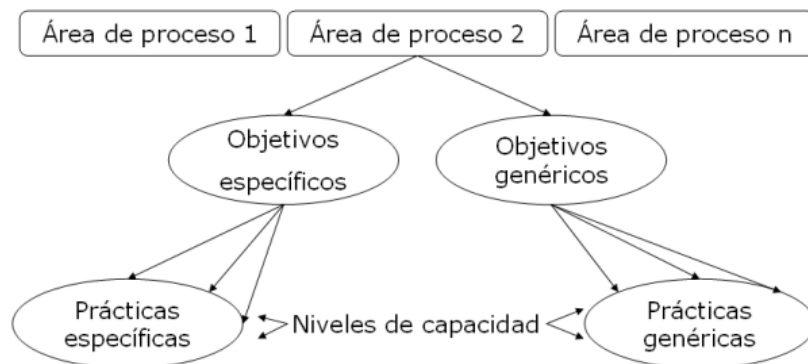 Área de proceso 1
Área de proceso 2
Área de proceso n
Objetivos
específicos
Objetivos
genéricos
Prácticas
específicas
Niveles de capacidad
Prácticas
genéricas